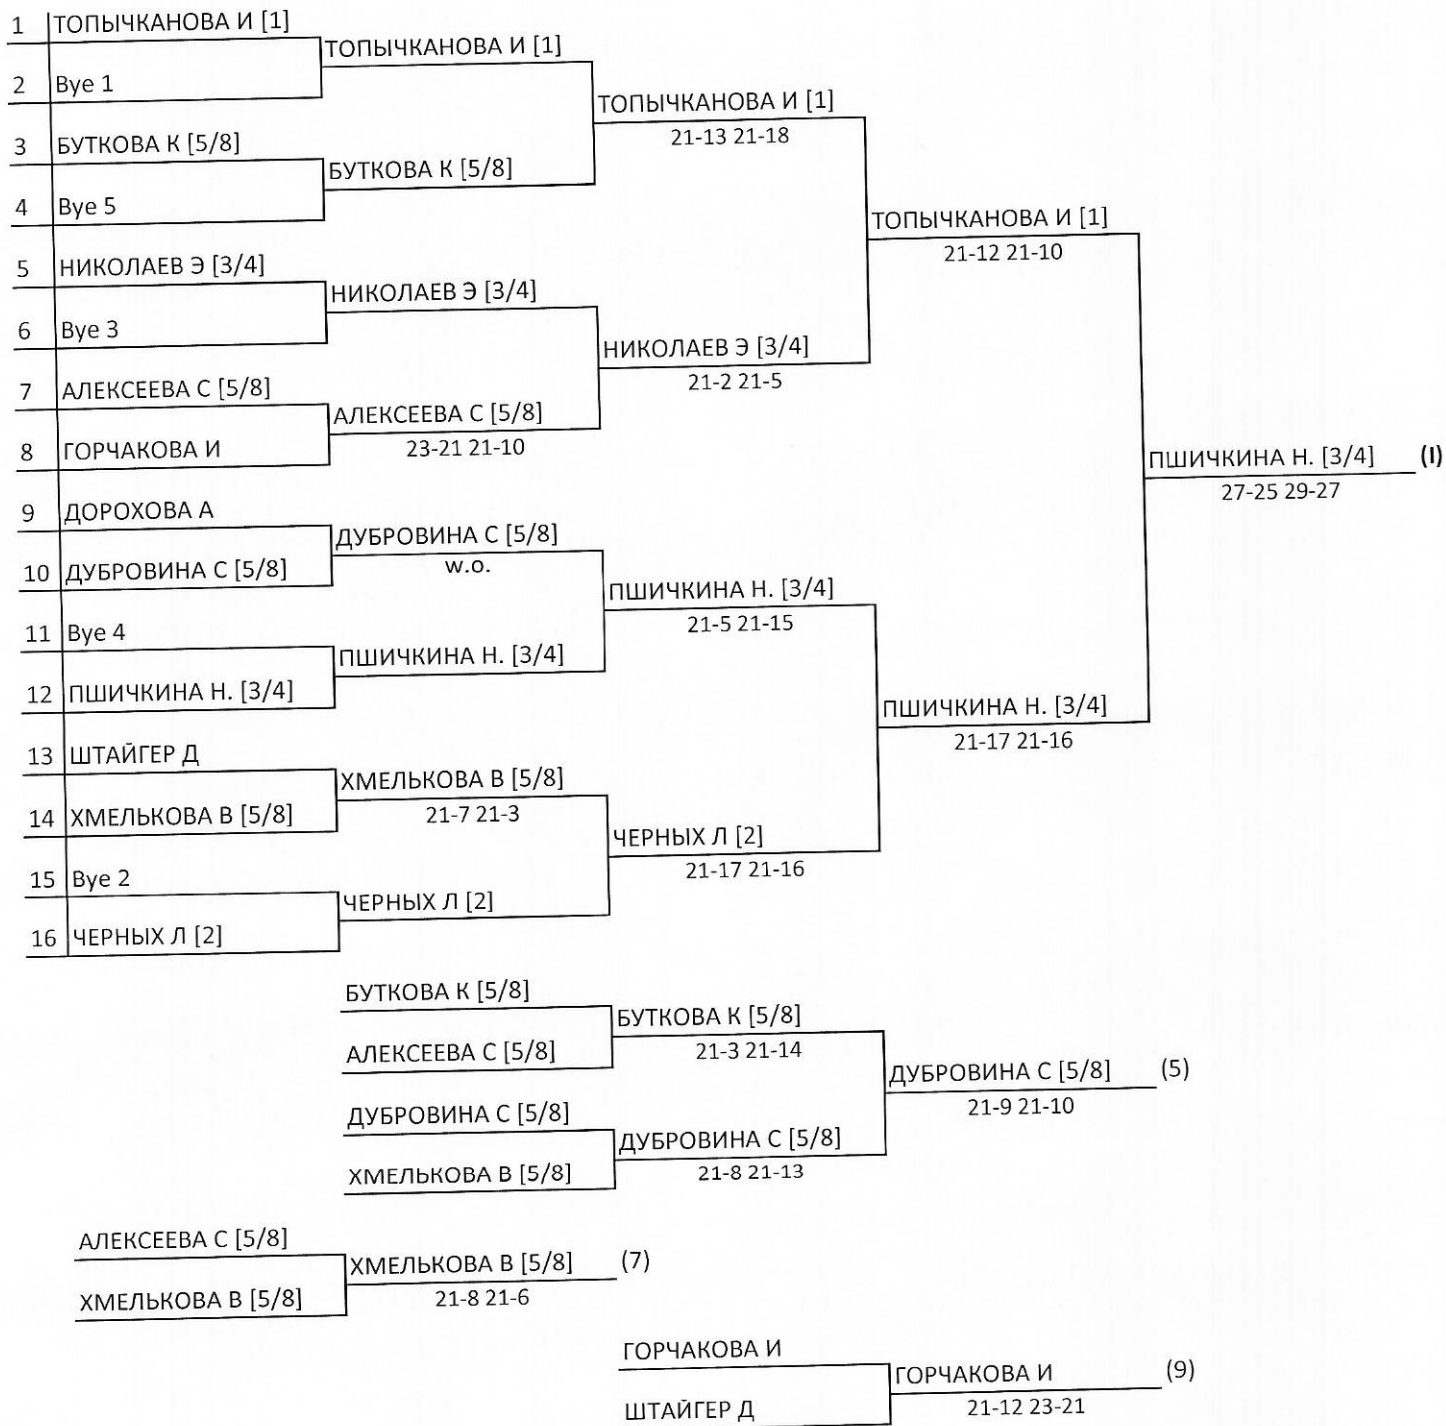 1 ТОПЫЧКАНОВА И [1]
ТОПЫЧКАНОВА И [1]
2 Bye 1
ТОПЫЧКАНОВА И [1]
21-13 21-18
3 БУТКОВА К [5/8]
БУТКОВА К [5/8]
4 Bye 5
ТОПЫЧКАНОВА И [1]
21-12 21-10
5 НИКОЛАЕВ Э [3/4]
НИКОЛАЕВ Э [3/4]
6 Bye 3
НИКОЛАЕВ Э [3/4]
21-2 21-5
7 АЛЕКСЕЕВА С [5/8]
АЛЕКСЕЕВА С [5/8]
23-21 21-10
8 ГОРЧАКОВА И
ПШИЧКИНА Н. [3/4] (I)
27-25 29-27
9 ДОРОХОВА А
ДУБРОВИНА С [5/8]
w.o.
10 ДУБРОВИНА С [5/8]
ПШИЧКИНА Н. [3/4]
21-5 21-15
11 Bye 4
ПШИЧКИНА Н. [3/4]
12 ПШИЧКИНА Н. [3/4]
ПШИЧКИНА Н. [3/4]
21-17 21-16
13 ШТАЙГЕР Д
ХМЕЛЬКОВА В [5/8]
21-7 21-3
14 ХМЕЛЬКОВА В [5/8]
ЧЕРНЫХ Л [2]
21-17 21-16
15 Bye 2
ЧЕРНЫХ Л [2]
16 ЧЕРНЫХ Л [2]
БУТКОВА К [5/8]
БУТКОВА К [5/8]
21-3 21-14
АЛЕКСЕЕВА С [5/8]
ДУБРОВИНА С [5/8] (5)
21-9 21-10
ДУБРОВИНА С [5/8]
ДУБРОВИНА С [5/8]
21-8 21-13
ХМЕЛЬКОВА В [5/8]
АЛЕКСЕЕВА С [5/8]
ХМЕЛЬКОВА В [5/8] (7)
21-8 21-6
ХМЕЛЬКОВА В [5/8]
ГОРЧАКОВА И
ГОРЧАКОВА И (9)
21-12 23-21
ШТАЙГЕР Д